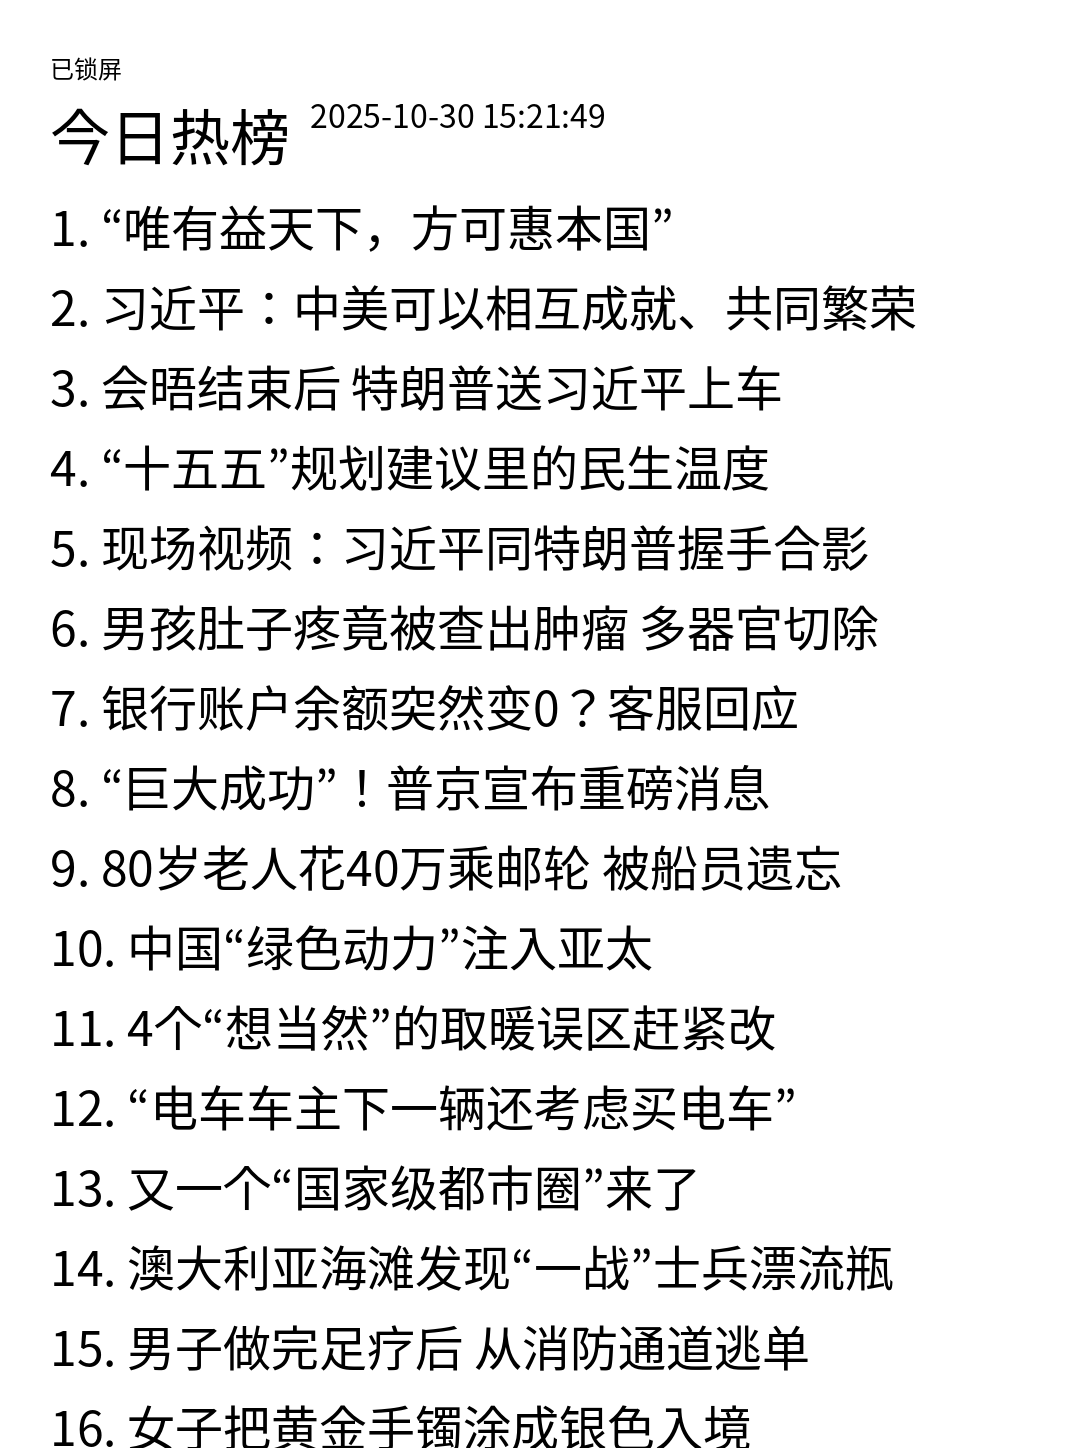 已锁屏
今日热榜 2025-10-30 15:21:49
1. “唯有益天下，方可惠本国”
2. 习近平：中美可以相互成就、共同繁荣
3. 会晤结束后 特朗普送习近平上车
4. “十五五”规划建议里的民生温度
5. 现场视频：习近平同特朗普握手合影
6. 男孩肚子疼竟被查出肿瘤 多器官切除
7. 银行账户余额突然变0？客服回应
8. “巨大成功”！普京宣布重磅消息
9. 80岁老人花40万乘邮轮 被船员遗忘
10. 中国“绿色动力”注入亚太
11. 4个“想当然”的取暖误区赶紧改
12. “电车车主下一辆还考虑买电车”
13. 又一个“国家级都市圈”来了
14. 澳大利亚海滩发现“一战”士兵漂流瓶
15. 男子做完足疗后 从消防通道逃单
16. 女子把黄金手镯涂成银色入境